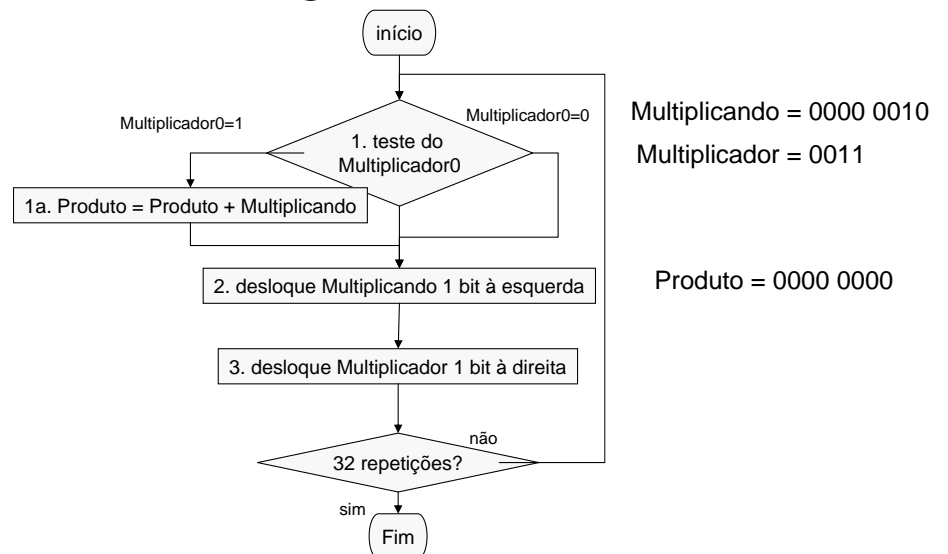 início
Multiplicador0=1
Multiplicador0=0
1. teste do
Multiplicador0
1a. Produto = Produto + Multiplicando
2. desloque Multiplicando 1 bit à esquerda
3. desloque Multiplicador 1 bit à direita
não
32 repetições?
sim
Fim
Multiplicando = 0000 0010
Multiplicador = 0011
Produto = 0000 0000